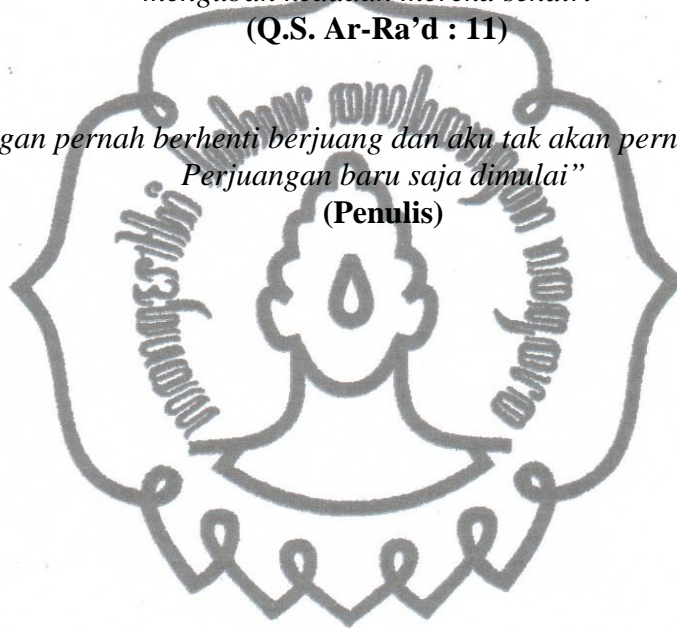 mengubah keadaan mereka sendiri
(Q.S. Ar-Ra’d : 11)
gan pernah berhenti berjuang dan aku tak akan pern
Perjuangan baru saja dimulai”
(Penulis)